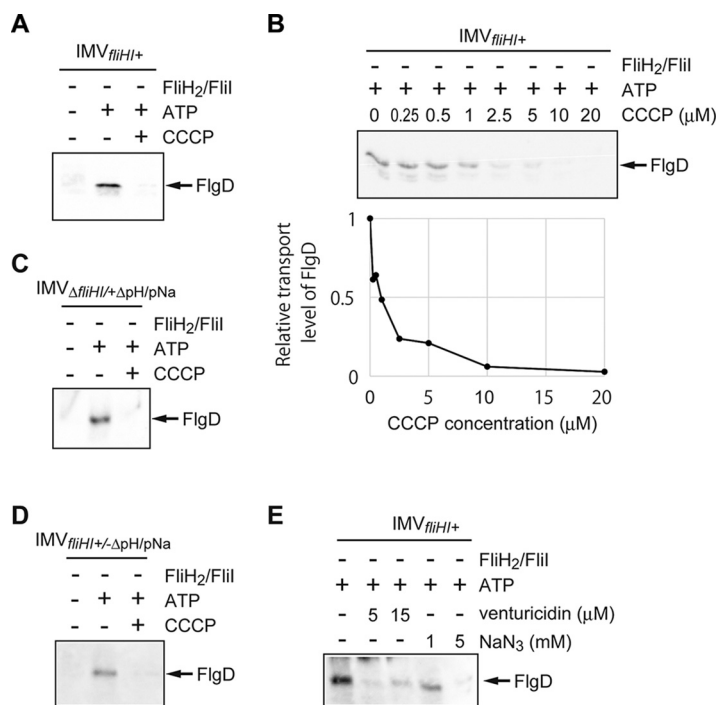 A
IMVfliHI+
- - - FliH2/FliI
- + + ATP
- - + CCCP
FlgD
B
IMVfliHI+
- - - - - - - - FliH2/FliI
+ + + + + + + + ATP
0 0.25 0.5 1 2.5 5 10 20 CCCP (μM)
FlgD
Relative transport
level of FlgD
1
0.5
0
0 5 10 15 20
CCCP concentration (μM)
C
IMVΔfliHI/+ΔpH/pNa
- - - FliH2/FliI
- + + ATP
- - + CCCP
FlgD
D
IMVfliHI+/-ΔpH/pNa
- - - FliH2/FliI
- + + ATP
- - + CCCP
FlgD
E
IMVfliHI+
- - - - - FliH2/FliI
+ + + + + ATP
- 5 15 - - venturicidin (μM)
- - - 1 5 NaN3 (mM)
FlgD